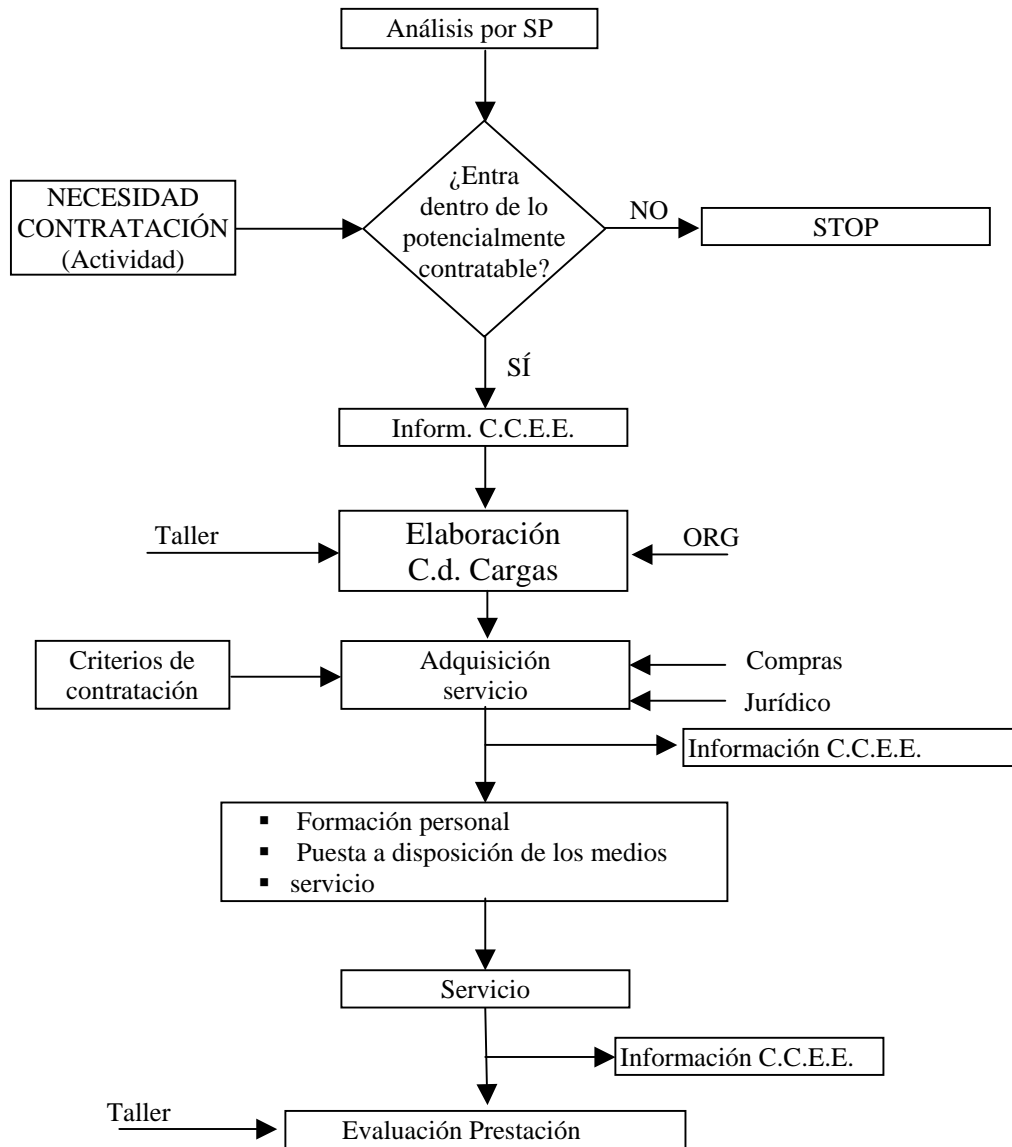 Análisis por SP
¿Entra
dentro de lo
potencialmente
contratable?
NECESIDAD
CONTRATACIÓN
(Actividad)
NO
STOP
SÍ
Inform. C.C.E.E.
Taller
Elaboración
C.d. Cargas
ORG
Criterios de
contratación
Adquisición
servicio
Compras
Jurídico
Información C.C.E.E.
▪ Formación personal
▪ Puesta a disposición de los medios
▪ servicio
Servicio
Información C.C.E.E.
Taller
Evaluación Prestación